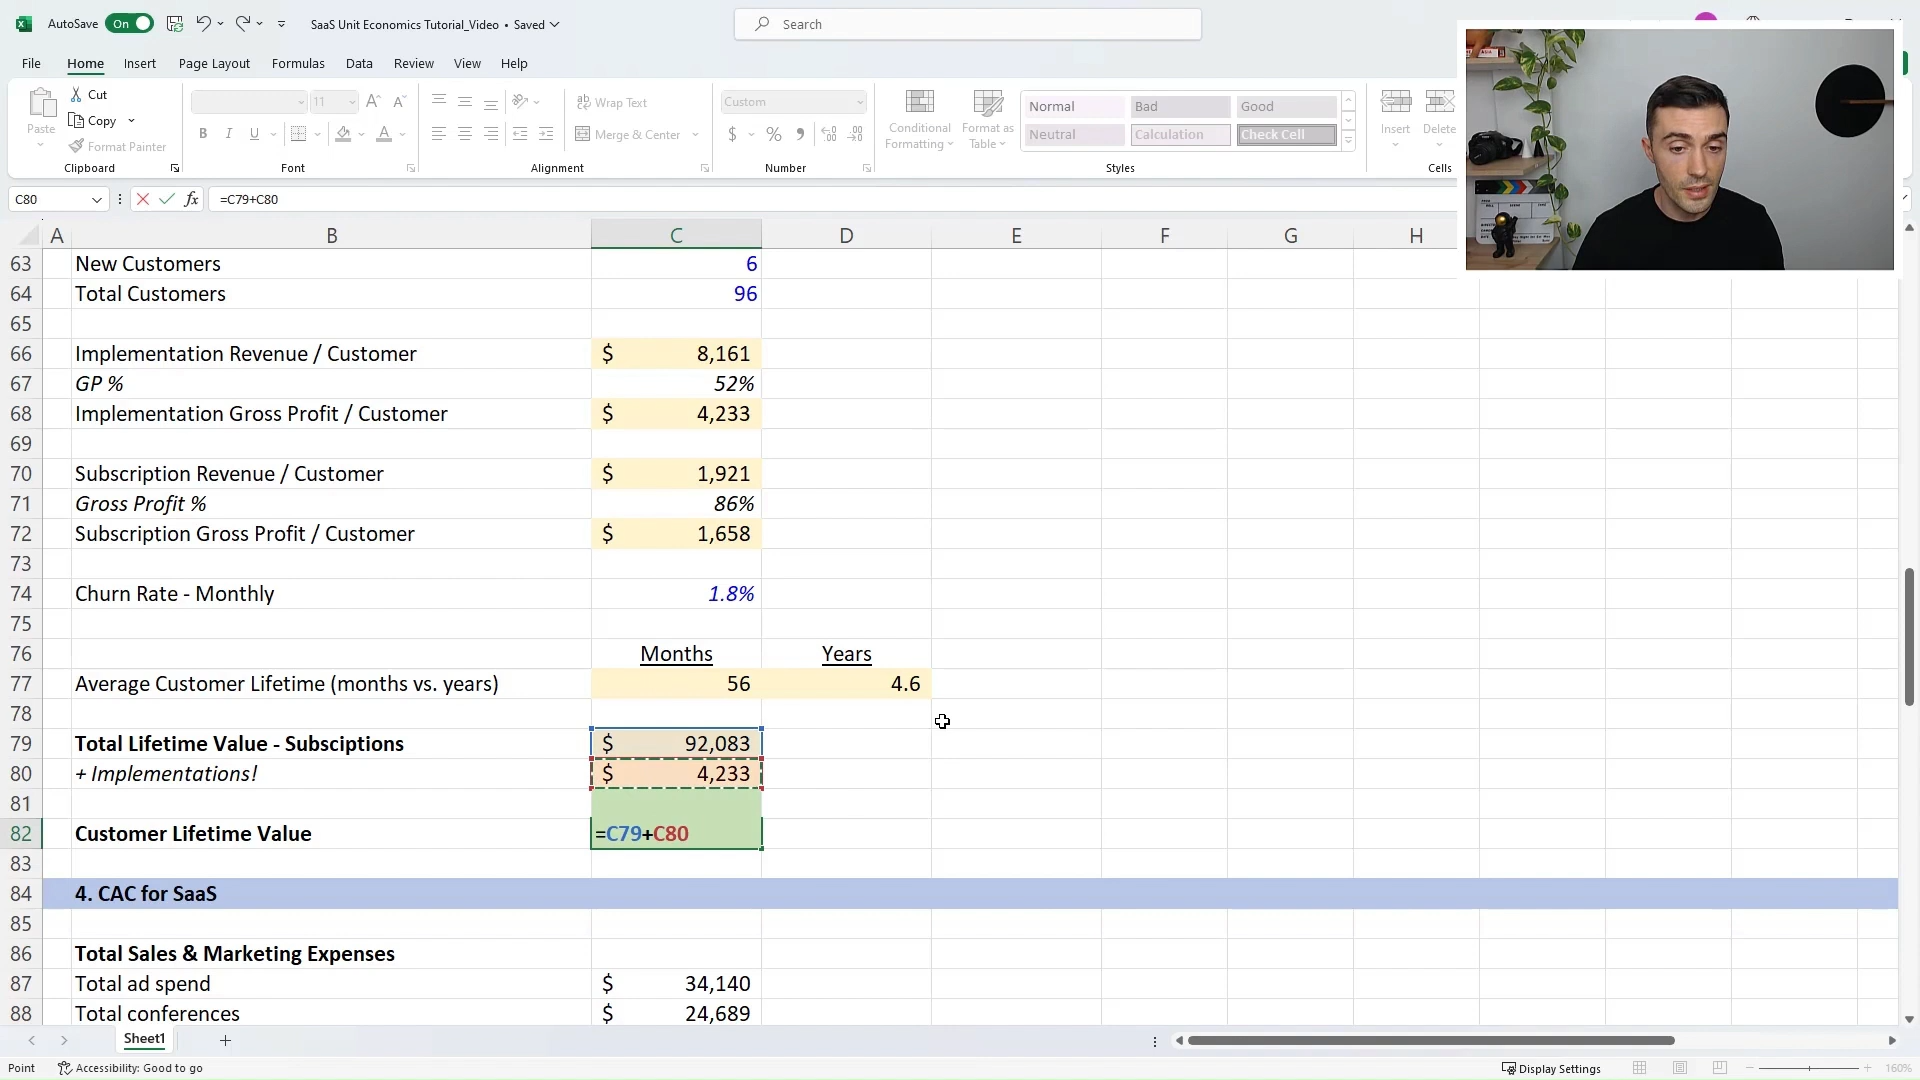 AutoSave On SaaS Unit Economics Tutorial_Video • Saved Search
File Home Insert Page Layout Formulas Data Review View Help
Paste Cut Copy Format Painter Clipboard
11 B I U A Font
ab Wrap Text Merge & Center Alignment
Custom $ % Number
Conditional Formatting Format as Table
Normal Bad Good
Neutral Calculation Check Cell
Styles
Insert Delete
Cells
C80 fx =C79+C80
A B C D E F G H
63 New Customers 6
64 Total Customers 96
65
66 Implementation Revenue / Customer $ 8,161
67 GP % 52%
68 Implementation Gross Profit / Customer $ 4,233
69
70 Subscription Revenue / Customer $ 1,921
71 Gross Profit % 86%
72 Subscription Gross Profit / Customer $ 1,658
73
74 Churn Rate - Monthly 1.8%
75
76 Months Years
77 Average Customer Lifetime (months vs. years) 56 4.6
78
79 Total Lifetime Value - Subsciptions $ 92,083
80 + Implementations! $ 4,233
81
82 Customer Lifetime Value =C79+C80
83
84 4. CAC for SaaS
85
86 Total Sales & Marketing Expenses
87 Total ad spend $ 34,140
88 Total conferences $ 24,689
Sheet1
Point Accessibility: Good to go Display Settings 160%